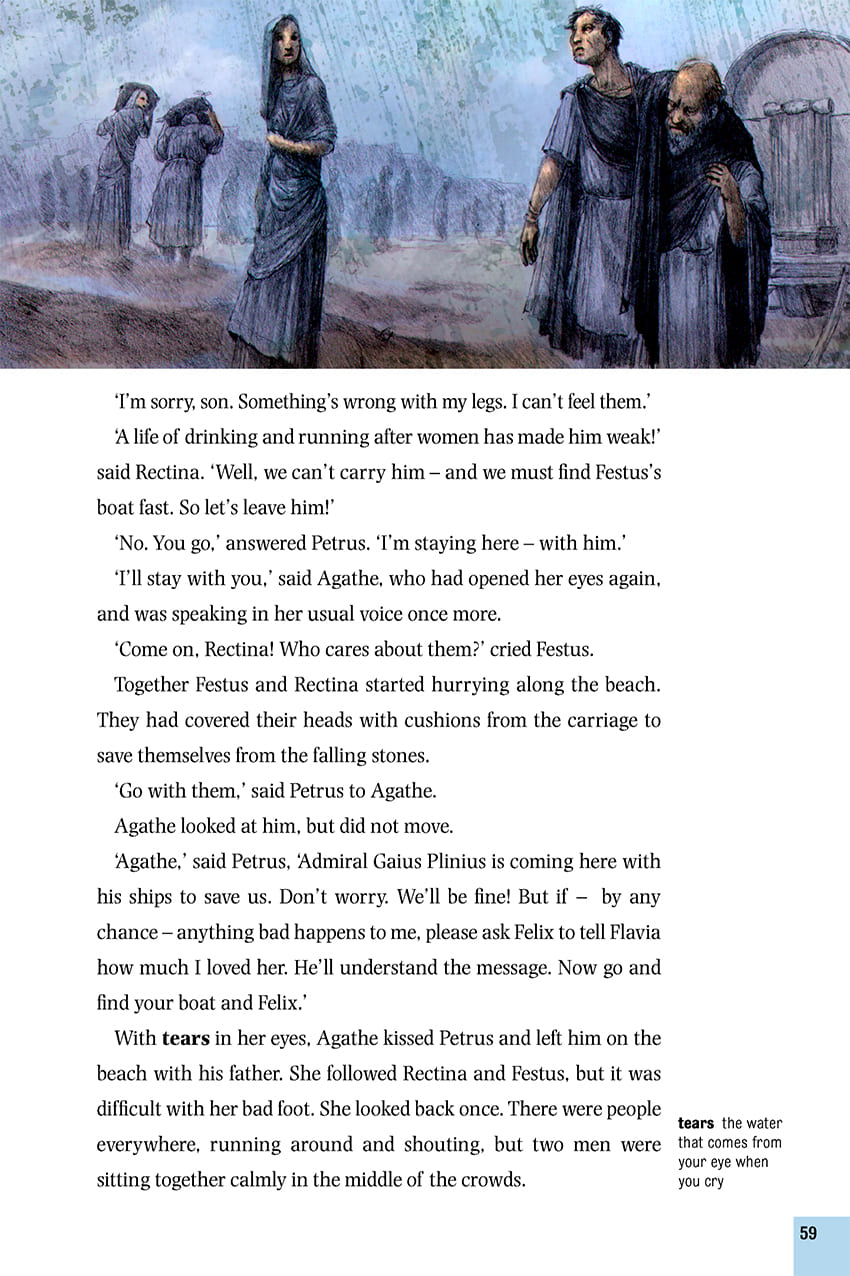 ‘I’m sorry, son. Something’s wrong with my legs. I can’t feel them.’
‘A life of drinking and running after women has made him weak!’
said Rectina. ‘Well, we can’t carry him – and we must find Festus’s
boat fast. So let’s leave him!’
‘No. You go,’ answered Petrus. ‘I’m staying here – with him.’
‘I’ll stay with you,’ said Agathe, who had opened her eyes again,
and was speaking in her usual voice once more.
‘Come on, Rectina! Who cares about them?’ cried Festus.
Together Festus and Rectina started hurrying along the beach.
They had covered their heads with cushions from the carriage to
save themselves from the falling stones.
‘Go with them,’ said Petrus to Agathe.
Agathe looked at him, but did not move.
‘Agathe,’ said Petrus, ‘Admiral Gaius Plinius is coming here with
his ships to save us. Don’t worry. We’ll be fine! But if – by any
chance – anything bad happens to me, please ask Felix to tell Flavia
how much I loved her. He’ll understand the message. Now go and
find your boat and Felix.’
With tears in her eyes, Agathe kissed Petrus and left him on the
beach with his father. She followed Rectina and Festus, but it was
difficult with her bad foot. She looked back once. There were people
everywhere, running around and shouting, but two men were
sitting together calmly in the middle of the crowds.
tears the water
that comes from
your eye when
you cry
59